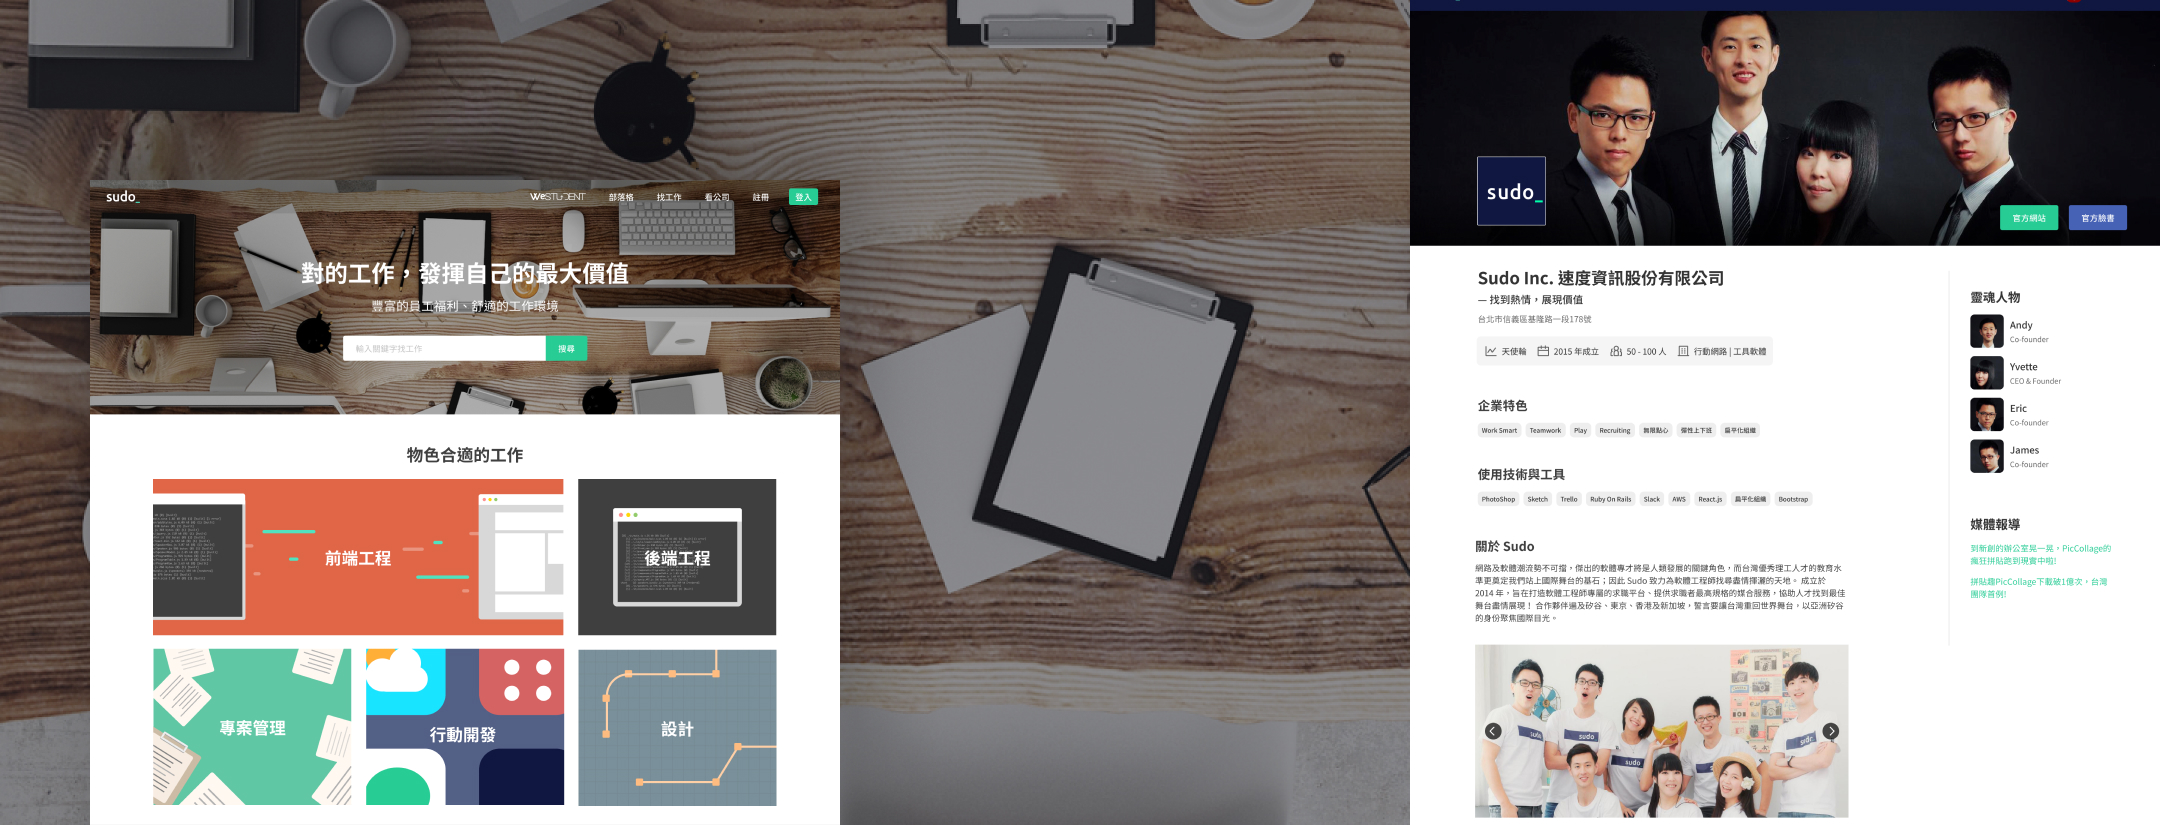 sudo_
WeSTUDENT
部落格
找工作
看公司
註冊
登入
對的工作，發揮自己的最大價值
豐富的員工福利、舒適的工作環境
輸入關鍵字找工作
搜尋
物色合適的工作
前端工程
後端工程
專案管理
行動開發
設計
sudo_
官方網站
官方臉書
Sudo Inc. 速度資訊股份有限公司
— 找到熱情，展現價值
台北市信義區基隆路一段178號
天使輪
2015 年成立
50 - 100 人
行動網路 | 工具軟體
企業特色
Work Smart
Teamwork
Play
Recruiting
無限點心
彈性上下班
扁平化組織
使用技術與工具
PhotoShop
Sketch
Trello
Ruby On Rails
Slack
AWS
React.js
扁平化組織
Bootstrap
關於 Sudo
網路及軟體潮流勢不可擋，傑出的軟體專才將是人類發展的關鍵角色，而台灣優秀理工人才的教育水
準更奠定我們站上國際舞台的基石；因此 Sudo 致力為軟體工程師找尋盡情揮灑的天地。 成立於
2014 年，旨在打造軟體工程師專屬的求職平台、提供求職者最高規格的媒合服務，協助人才找到最佳
舞台盡情展現！ 合作夥伴遍及矽谷、東京、香港及新加坡，誓言要讓台灣重回世界舞台，以亞洲矽谷
的身份聚焦國際目光。
sudo
sudo
sudo
sudo
靈魂人物
Andy
Co-founder
Yvette
CEO & Founder
Eric
Co-founder
James
Co-founder
媒體報導
到新創的辦公室晃一晃，PicCollage的
瘋狂拼貼跑到現實中啦!
拼貼趣PicCollage下載破1億次，台灣
團隊首例!